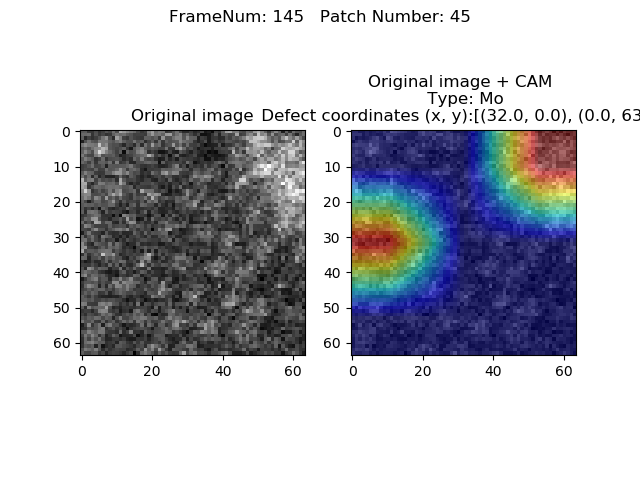 FrameNum: 145   Patch Number: 45
Original image + CAM
Type: Mo
Original image Defect coordinates (x, y):[(32.0, 0.0), (0.0, 63
0
10
20
30
40
50
60
0 20 40 60
0
10
20
30
40
50
60
0 20 40 60